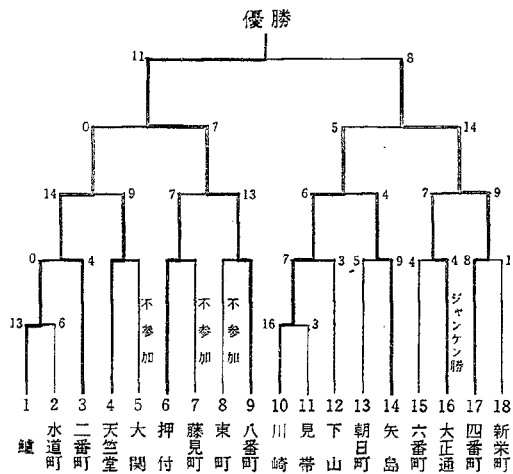 優勝
11 8
0 7 5 14
14 9 7 13 6 4 7 9
0 4 7 3 5 9 4 4 8 1
不参加
不参加
不参加
ジャンケン勝
13 6 16 3
1 2 3 4 5 6 7 8 9 10 11 12 13 14 15 16 17 18
鱸
水道町
二番町
天竺堂
大関
押付
藤見町
東町
八番町
川崎
見帯
下山
朝日町
矢島
六番町
大正通
四番町
新栄町